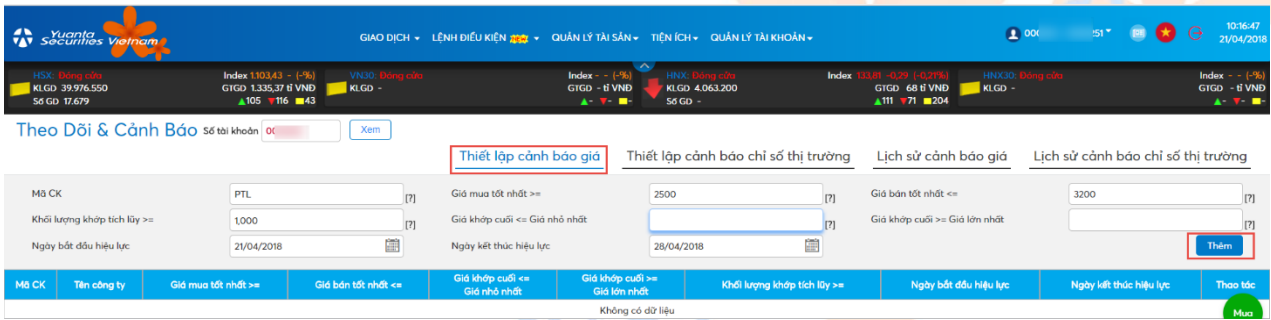 Yuanta
Securities Vietnam
GIAO DỊCH LỆNH ĐIỀU KIỆN NEW QUẢN LÝ TÀI SẢN TIỆN ÍCH QUẢN LÝ TÀI KHOẢN
10:16:47
21/04/2018
HSX: Đóng cửa Index 1.103,43 - (-%) VN30: Đóng cửa Index - - (-%) HNX: Đóng cửa Index 133,81 -0,29 (-0,21%) HNX30: Đóng cửa Index - - (-%)
KLGD 39.976.550 GTGD 1.335,37 tỉ VNĐ KLGD - GTGD - tỉ VNĐ KLGD 4.063.200 GTGD 68 tỉ VNĐ KLGD - GTGD - tỉ VNĐ
Số GD 17.679 ▲105 ▼116 ■43 ▲- ▼- ■- Số GD - ▲111 ▼71 ■204 ▲- ▼- ■-
Theo Dõi & Cảnh Báo Số tài khoản Xem
Thiết lập cảnh báo giá Thiết lập cảnh báo chỉ số thị trường Lịch sử cảnh báo giá Lịch sử cảnh báo chỉ số thị trường
Mã CK PTL [?] Giá mua tốt nhất >= 2500 [?] Giá bán tốt nhất <= 3200 [?]
Khối lượng khớp tích lũy >= 1,000 [?] Giá khớp cuối <= Giá nhỏ nhất [?] Giá khớp cuối >= Giá lớn nhất [?]
Ngày bắt đầu hiệu lực 21/04/2018 Ngày kết thúc hiệu lực 28/04/2018 Thêm
Mã CK Tên công ty Giá mua tốt nhất >= Giá bán tốt nhất <= Giá khớp cuối <= Giá nhỏ nhất Giá khớp cuối >= Giá lớn nhất Khối lượng khớp tích lũy >= Ngày bắt đầu hiệu lực Ngày kết thúc hiệu lực Thao tác
Không có dữ liệu
Mua